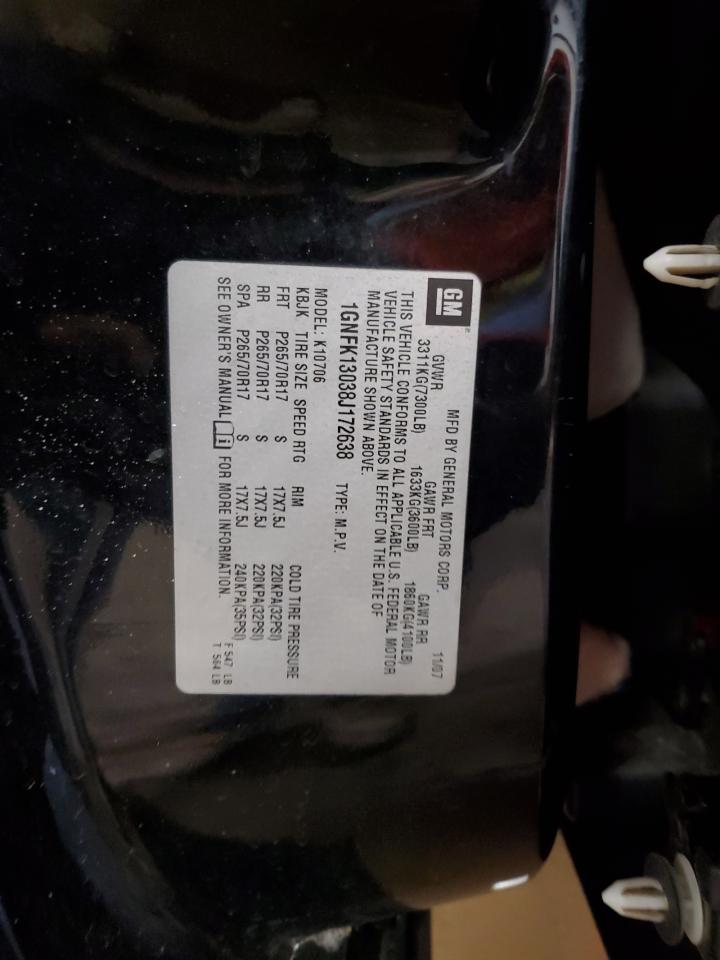 GM
MFD BY GENERAL MOTORS CORP. 11/07
GVWR GAWR FRT GAWR RR
3311KG(7300LB) 1633KG(3600LB) 1860KG(4100LB)
THIS VEHICLE CONFORMS TO ALL APPLICABLE U.S. FEDERAL MOTOR
VEHICLE SAFETY STANDARDS IN EFFECT ON THE DATE OF
MANUFACTURE SHOWN ABOVE.
1GNFK13038J172638 TYPE: M.P.V.
MODEL: K10706
KBJK TIRE SIZE SPEED RTG RIM COLD TIRE PRESSURE
FRT P265/70R17 S 17X7.5J 220KPA(32PSI)
RR P265/70R17 S 17X7.5J 220KPA(32PSI)
SPA P265/70R17 S 17X7.5J 240KPA(35PSI)
SEE OWNER'S MANUAL i FOR MORE INFORMATION.
F 547 LB
T 564 LB